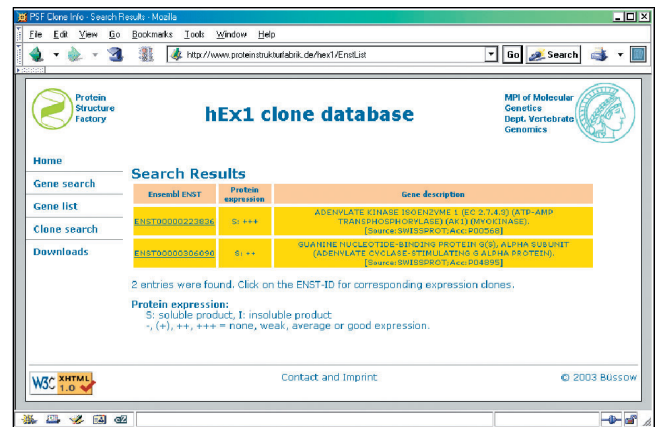 PSF Clone Info - Search Results - Mozilla
File Edit View Go Bookmarks Tools Window Help
http://www.proteinstrukturfabrik.de/hex1/EnstList Go Search
Protein
Structure
Factory
hEx1 clone database
MPI of Molecular
Genetics
Dept. Vertebrate
Genomics
Home
Gene search
Gene list
Clone search
Downloads
Search Results
Ensembl ENST Protein expression Gene description
ENST00000223836 S: +++ ADENYLATE KINASE ISOENZYME 1 (EC 2.7.4.3) (ATP-AMP
TRANSPHOSPHORYLASE) (AK1) (MYOKINASE).
[Source:SWISSPROT;Acc:P00568]
ENST00000306090 S: ++ GUANINE NUCLEOTIDE-BINDING PROTEIN G(S), ALPHA SUBUNIT
(ADENYLATE CYCLASE-STIMULATING G ALPHA PROTEIN).
[Source:SWISSPROT;Acc:P04895]
2 entries were found. Click on the ENST-ID for corresponding expression clones.
Protein expression:
S: soluble product, I: insoluble product
-, (+), ++, +++ = none, weak, average or good expression.
W3C XHTML 1.0
Contact and Imprint
© 2003 Büssow